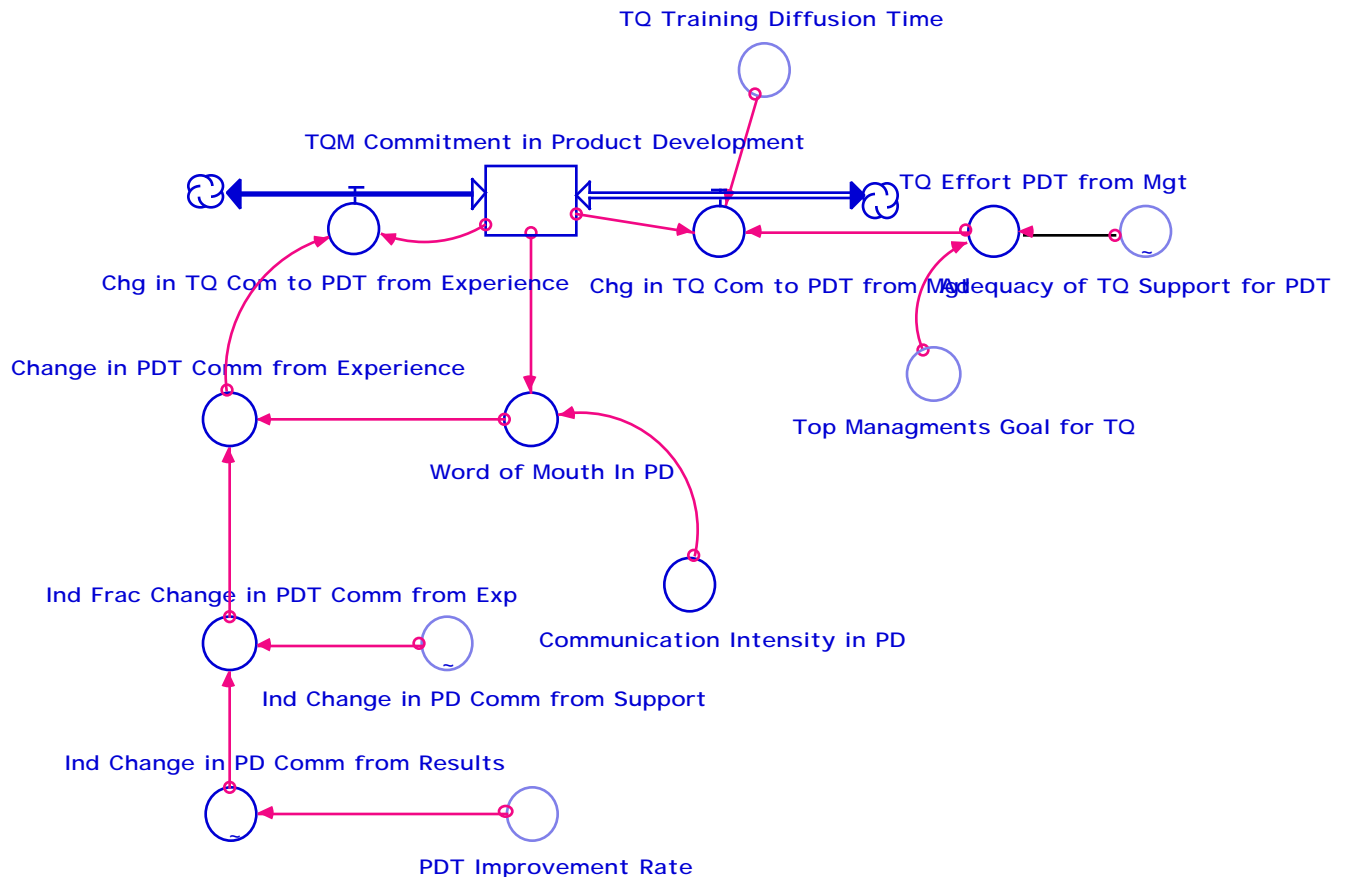 TQ Training Diffusion Time
TQM Commitment in Product Development
TQ Effort PDT from Mgt
~
Chg in TQ Com to PDT from Experience
Chg in TQ Com to PDT from Mgt
Adequacy of TQ Support for PDT
Change in PDT Comm from Experience
Top Managments Goal for TQ
Word of Mouth In PD
Ind Frac Change in PDT Comm from Exp
Communication Intensity in PD
~
Ind Change in PD Comm from Support
Ind Change in PD Comm from Results
~
PDT Improvement Rate